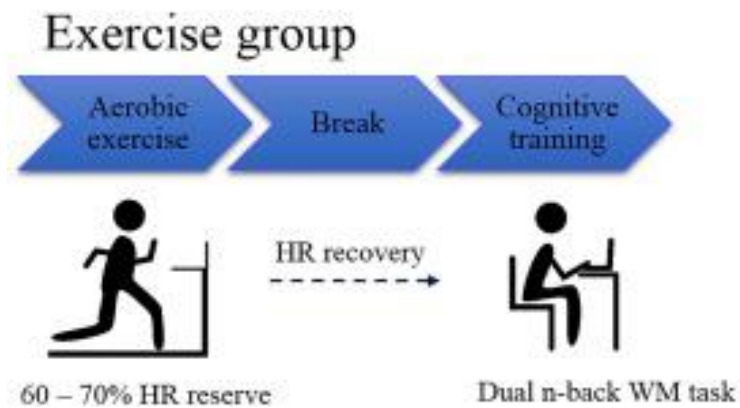 Exercise group
Aerobic
exercise
Break
Cognitive
training
HR recovery
60 – 70% HR reserve
Dual n-back WM task